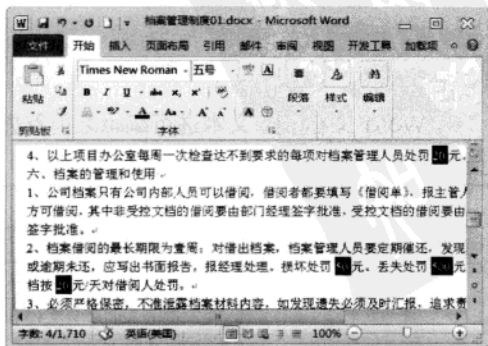 档案管理制度01.docx - Microsoft Word
文件 开始 插入 页面布局 引用 邮件 审阅 视图 开发工具 加载项
Times New Roman 五号
粘贴 段落 样式 编辑
剪贴板 字体
4、以上项目办公室每周一次检查达不到要求的每项对档案管理人员处罚20元。
六、档案的管理和使用
1、公司档案只有公司内部人员可以借阅，借阅者都要填写《借阅单》，报主管人
方可借阅，其中非受控文档的借阅要由部门经理签字批准，受控文档的借阅要由
签字批准。
2、档案借阅的最长期限为壹周；对借出档案，档案管理人员要定期催还，发现
或逾期未还，应写出书面报告，报经理处理。损坏处罚元、丢失处罚元
档按元/天对借阅人处罚。
3、必须严格保密，不准泄露档案材料内容，如发现遗失必须及时汇报，追求责
字数: 4/1,710 英语(美国) 100%